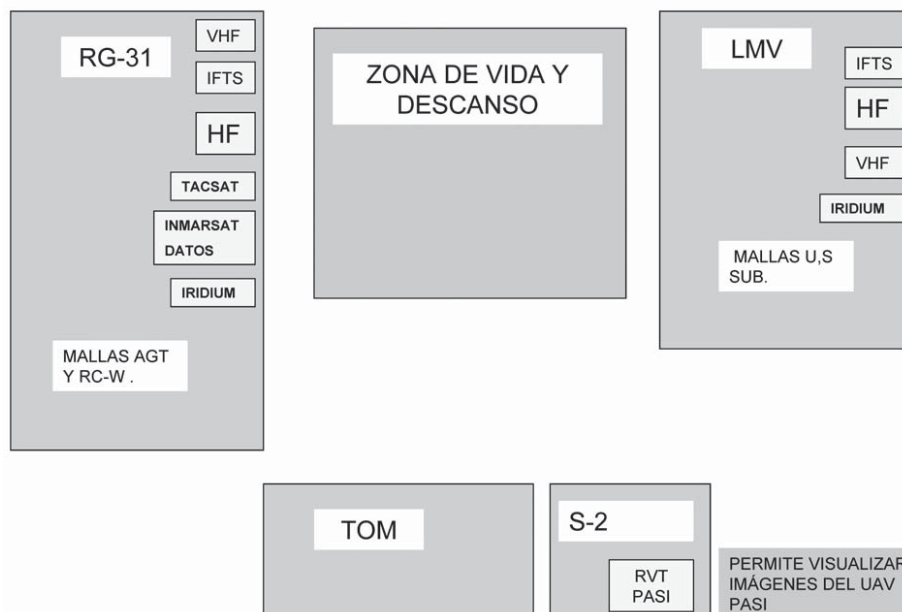 RG-31
VHF
IFTS
HF
TACSAT
INMARSAT
DATOS
IRIDIUM
MALLAS AGT
Y RC-W .
ZONA DE VIDA Y
DESCANSO
LMV
IFTS
HF
VHF
IRIDIUM
MALLAS U,S
SUB.
TOM
S-2
RVT
PASI
PERMITE VISUALIZAR
IMÁGENES DEL UAV
PASI